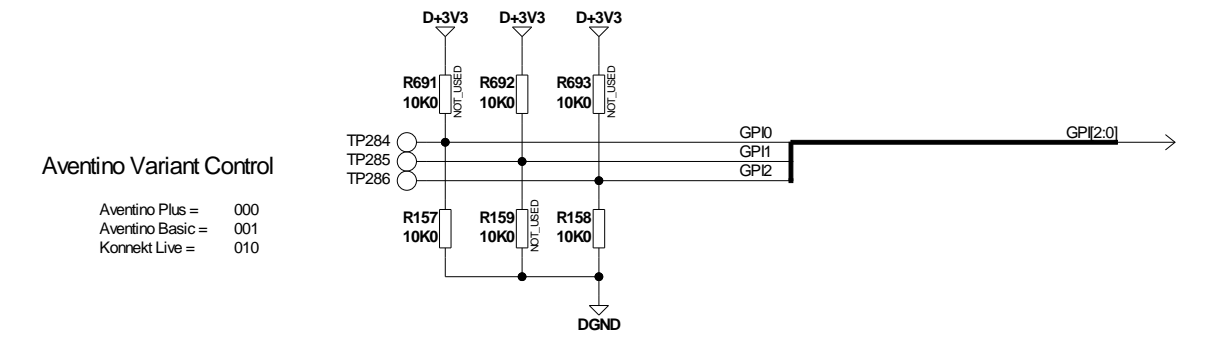 D+3V3 D+3V3 D+3V3
R691 R692 R693
10K0 10K0 10K0
NOT_USED NOT_USED
TP284 GPI0 GPI[2:0]
TP285 GPI1
TP286 GPI2
Aventino Variant Control
Aventino Plus = 000
Aventino Basic = 001
Konnekt Live = 010
R157 R159 R158
10K0 10K0 10K0
NOT_USED
DGND